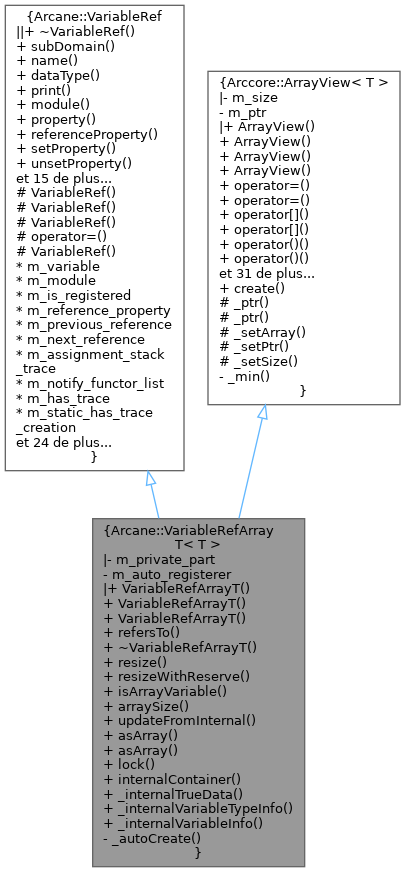 {Arcane::VariableRef
||+ ~VariableRef()
+ subDomain()
+ name()
+ dataType()
+ print()
+ module()
+ property()
+ referenceProperty()
+ setProperty()
+ unsetProperty()
et 15 de plus...
# VariableRef()
# VariableRef()
# VariableRef()
# operator=()
# VariableRef()
* m_variable
* m_module
* m_is_registered
* m_reference_property
* m_previous_reference
* m_next_reference
* m_assignment_stack
_trace
* m_notify_functor_list
* m_has_trace
* m_static_has_trace
_creation
et 24 de plus...
}
{Arccore::ArrayView< T >
|- m_size
- m_ptr
|+ ArrayView()
+ ArrayView()
+ ArrayView()
+ ArrayView()
+ operator=()
+ operator=()
+ operator[]()
+ operator[]()
+ operator()()
+ operator()()
et 31 de plus...
+ create()
# _ptr()
# _ptr()
# _setArray()
# _setPtr()
# _setSize()
- _min()
}
{Arcane::VariableRefArray
T< T >
|- m_private_part
- m_auto_registerer
|+ VariableRefArrayT()
+ VariableRefArrayT()
+ VariableRefArrayT()
+ refersTo()
+ ~VariableRefArrayT()
+ resize()
+ resizeWithReserve()
+ isArrayVariable()
+ arraySize()
+ updateFromInternal()
+ asArray()
+ asArray()
+ lock()
+ internalContainer()
+ _internalTrueData()
+ _internalVariableTypeInfo()
+ _internalVariableInfo()
- _autoCreate()
}